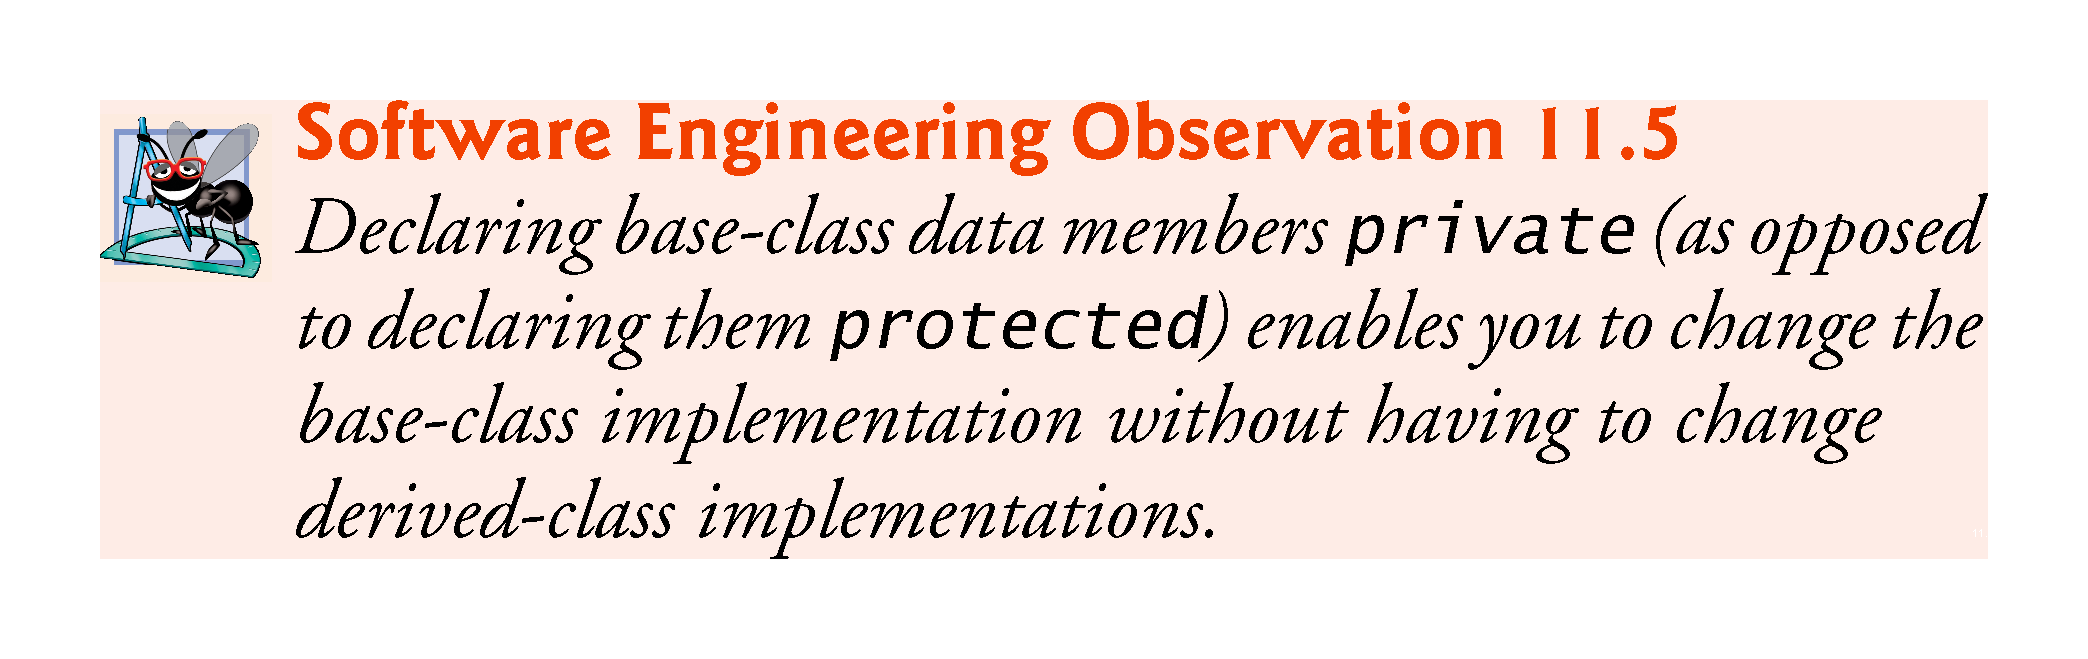 Software Engineering Observation 11.5
Declaring base-class data members private (as opposed
to declaring them protected) enables you to change the
base-class implementation without having to change
derived-class implementations.
11